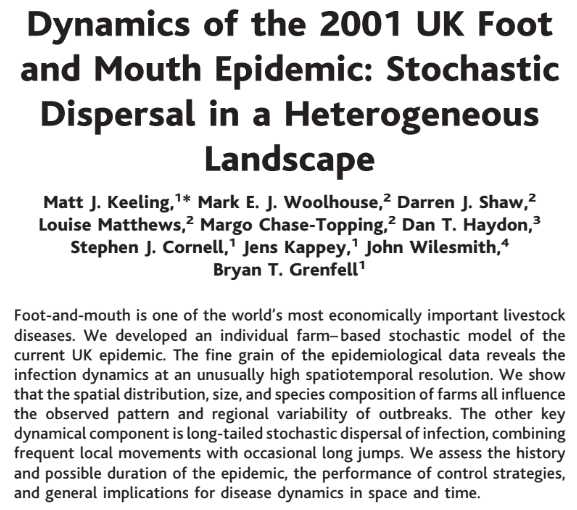 Dynamics of the 2001 UK Foot
and Mouth Epidemic: Stochastic
Dispersal in a Heterogeneous
Landscape
Matt J. Keeling,¹* Mark E. J. Woolhouse,² Darren J. Shaw,²
Louise Matthews,² Margo Chase-Topping,² Dan T. Haydon,³
Stephen J. Cornell,¹ Jens Kappey,¹ John Wilesmith,⁴
Bryan T. Grenfell¹
Foot-and-mouth is one of the world's most economically important livestock
diseases. We developed an individual farm–based stochastic model of the
current UK epidemic. The fine grain of the epidemiological data reveals the
infection dynamics at an unusually high spatiotemporal resolution. We show
that the spatial distribution, size, and species composition of farms all influence
the observed pattern and regional variability of outbreaks. The other key
dynamical component is long-tailed stochastic dispersal of infection, combining
frequent local movements with occasional long jumps. We assess the history
and possible duration of the epidemic, the performance of control strategies,
and general implications for disease dynamics in space and time.